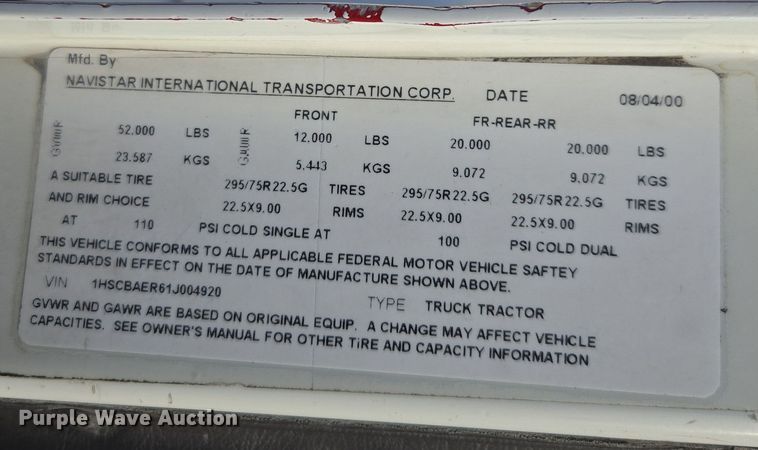 Mfd. By
NAVISTAR INTERNATIONAL TRANSPORTATION CORP. DATE 08/04/00
FRONT FR-REAR-RR
GVWR 52.000 LBS GAWR 12.000 LBS 20.000 20.000 LBS
23.587 KGS 5.443 KGS 9.072 9.072 KGS
A SUITABLE TIRE 295/75R22.5G TIRES 295/75R22.5G 295/75R22.5G TIRES
AND RIM CHOICE 22.5X9.00 RIMS 22.5X9.00 22.5X9.00 RIMS
AT 110 PSI COLD SINGLE AT 100 PSI COLD DUAL
THIS VEHICLE CONFORMS TO ALL APPLICABLE FEDERAL MOTOR VEHICLE SAFTEY
STANDARDS IN EFFECT ON THE DATE OF MANUFACTURE SHOWN ABOVE.
VIN 1HSCBAER61J004920 TYPE TRUCK TRACTOR
GVWR AND GAWR ARE BASED ON ORIGINAL EQUIP. A CHANGE MAY AFFECT VEHICLE
CAPACITIES. SEE OWNER'S MANUAL FOR OTHER TIRE AND CAPACITY INFORMATION
Purple Wave Auction